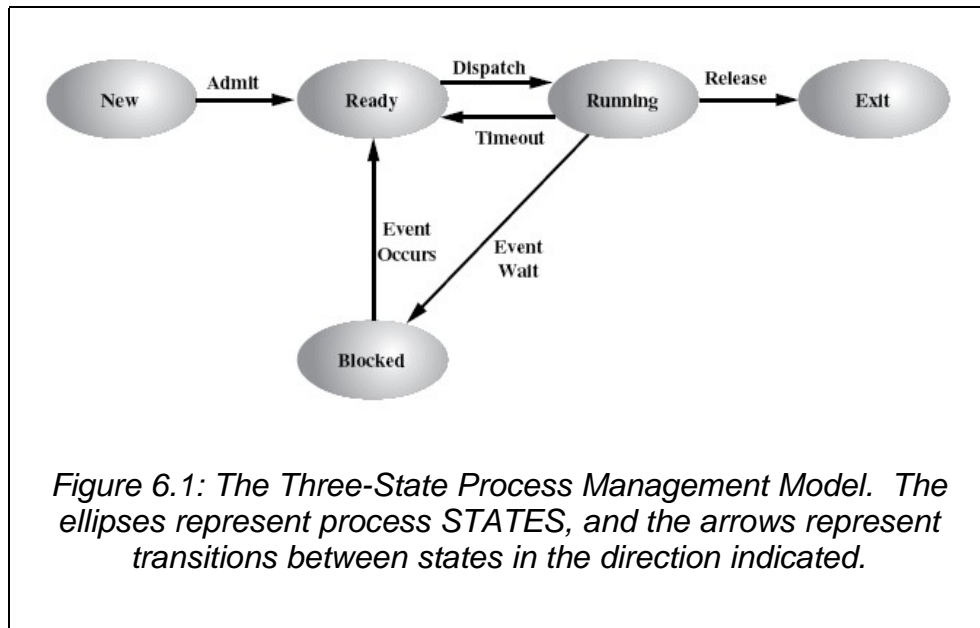 New
Admit
Ready
Dispatch
Timeout
Running
Release
Exit
Event
Occurs
Event
Wait
Blocked
Figure 6.1: The Three-State Process Management Model. The
ellipses represent process STATES, and the arrows represent
transitions between states in the direction indicated.